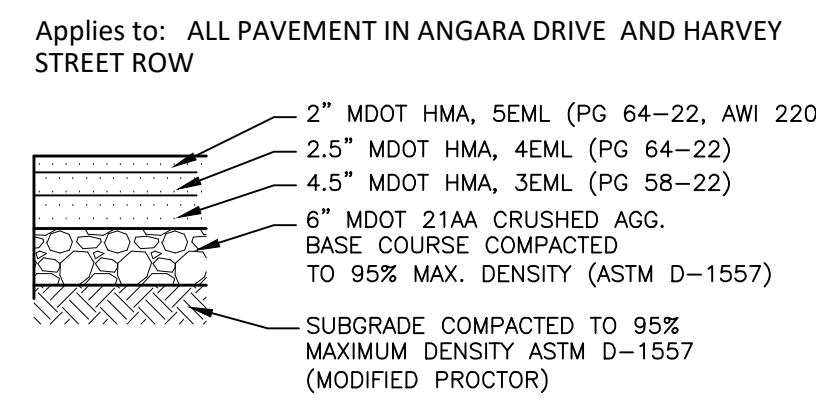 Applies to: ALL PAVEMENT IN ANGARA DRIVE AND HARVEY
STREET ROW
2” MDOT HMA, 5EML (PG 64-22, AWI 220
2.5” MDOT HMA, 4EML (PG 64-22)
4.5” MDOT HMA, 3EML (PG 58-22)
6” MDOT 21AA CRUSHED AGG.
BASE COURSE COMPACTED
TO 95% MAX. DENSITY (ASTM D-1557)
SUBGRADE COMPACTED TO 95%
MAXIMUM DENSITY ASTM D-1557
(MODIFIED PROCTOR)